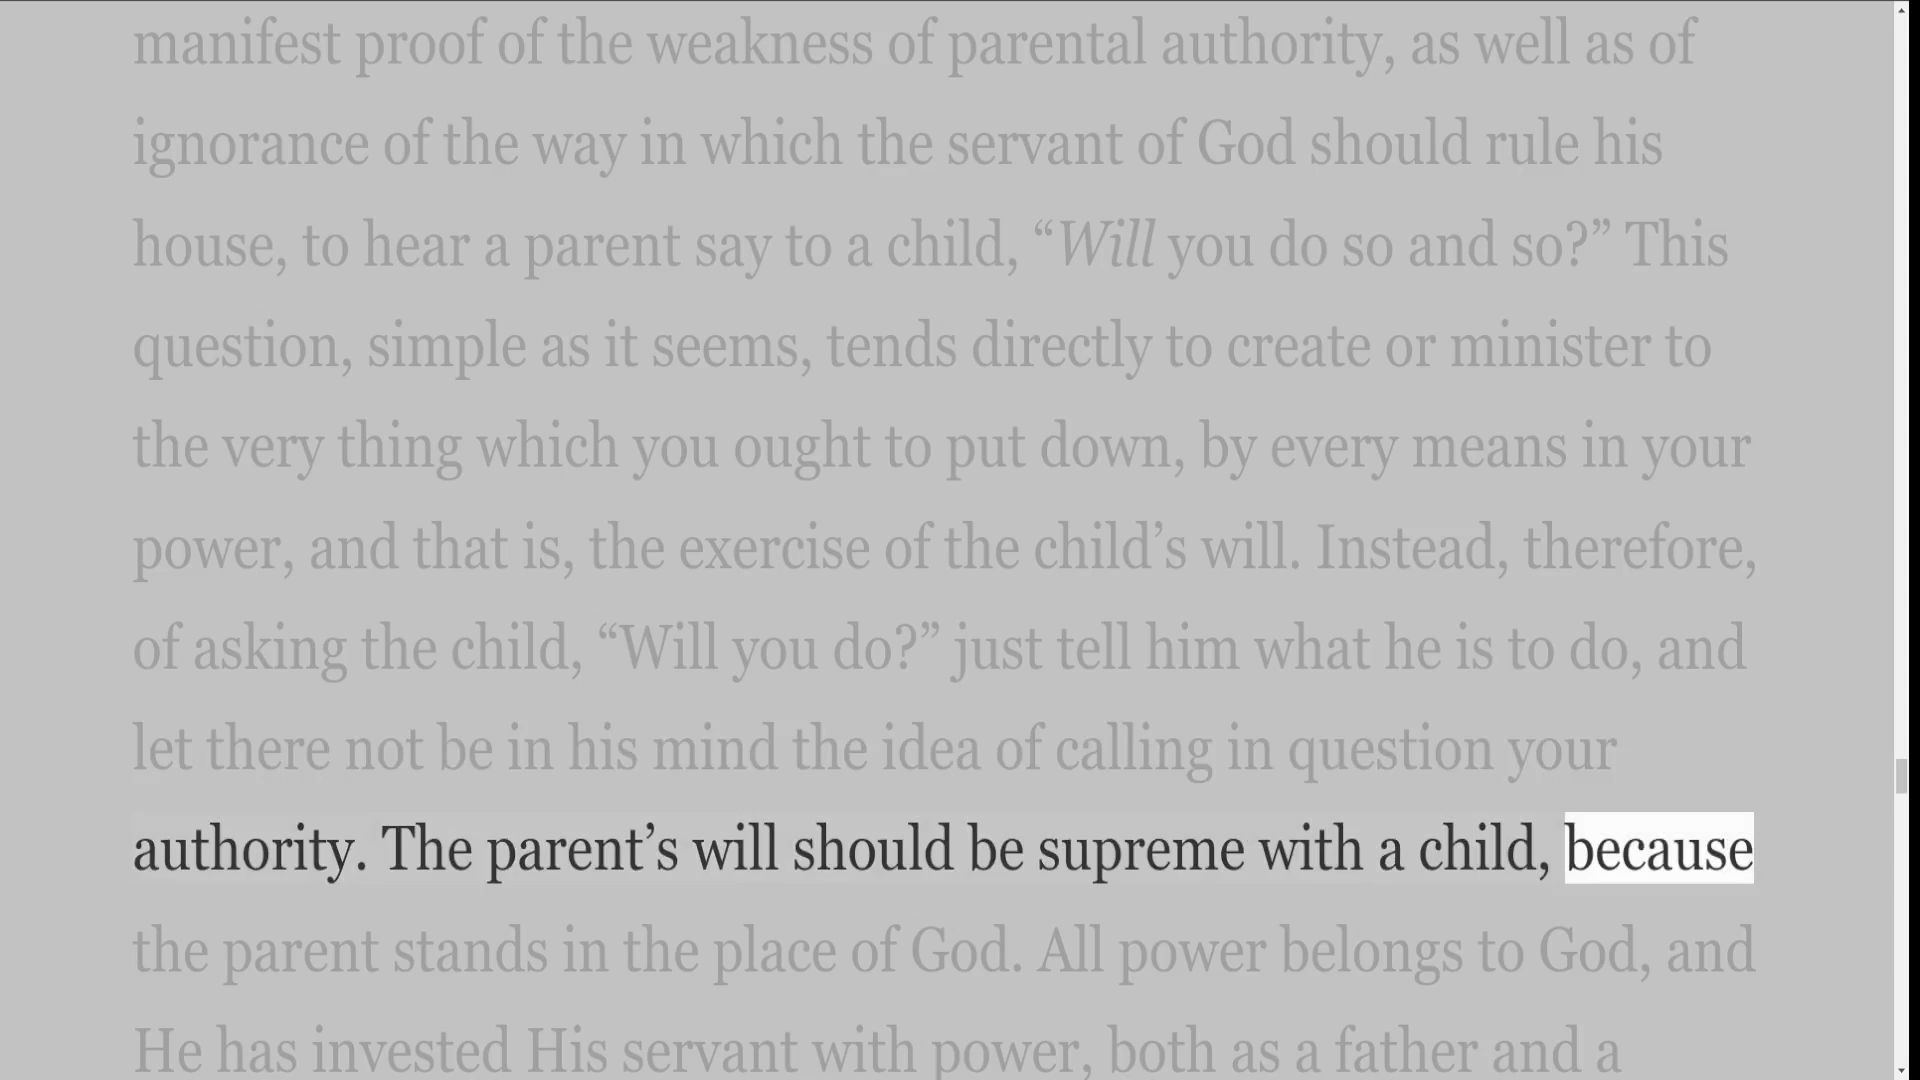 manifest proof of the weakness of parental authority, as well as of
ignorance of the way in which the servant of God should rule his
house, to hear a parent say to a child, “Will you do so and so?” This
question, simple as it seems, tends directly to create or minister to
the very thing which you ought to put down, by every means in your
power, and that is, the exercise of the child’s will. Instead, therefore,
of asking the child, “Will you do?” just tell him what he is to do, and
let there not be in his mind the idea of calling in question your
authority. The parent’s will should be supreme with a child, because
the parent stands in the place of God. All power belongs to God, and
He has invested His servant with power, both as a father and a